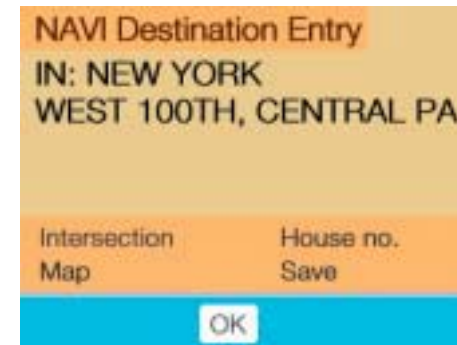 NAVI Destination Entry
IN: NEW YORK
WEST 100TH, CENTRAL PA
Intersection House no.
Map Save
OK